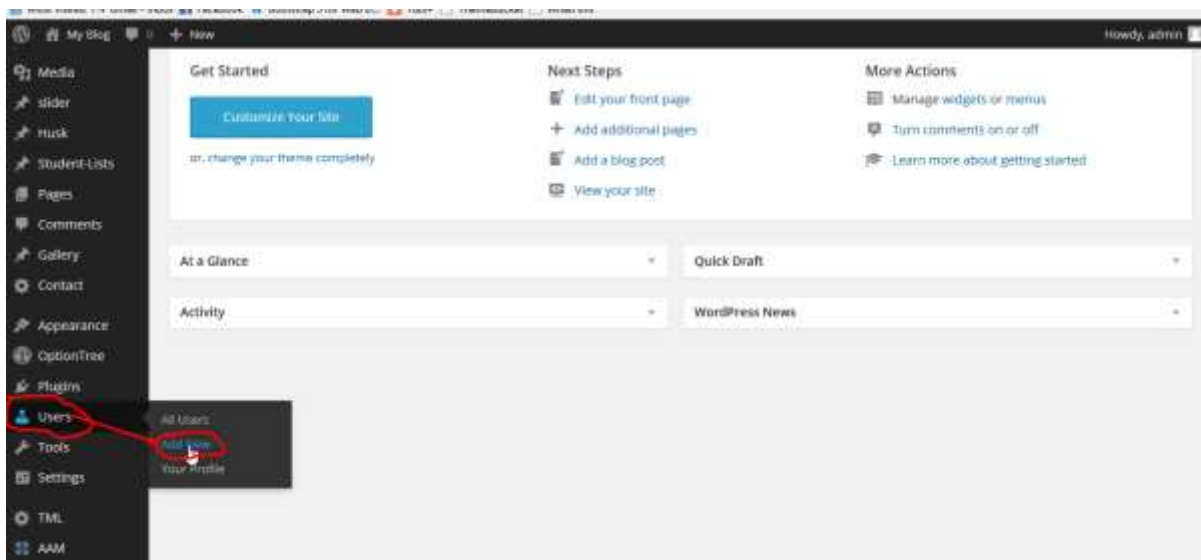 My Blog
New
Howdy, admin
Media
slider
Husk
Student-Lists
Pages
Comments
Gallery
Contact
Appearance
OptionTree
Plugins
Users
Tools
Settings
TML
AAM
Get Started
Customize Your Site
or, change your theme completely
Next Steps
Edit your front page
Add additional pages
Add a blog post
View your site
More Actions
Manage widgets or menus
Turn comments on or off
Learn more about getting started
At a Glance
Quick Draft
Activity
WordPress News
All Users
Add New
Your Profile